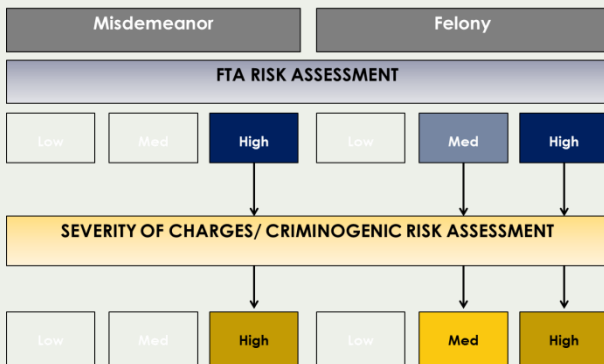 Misdemeanor Felony
FTA RISK ASSESSMENT
Low Med High Low Med High
SEVERITY OF CHARGES/ CRIMINOGENIC RISK ASSESSMENT
Low Med High Low Med High